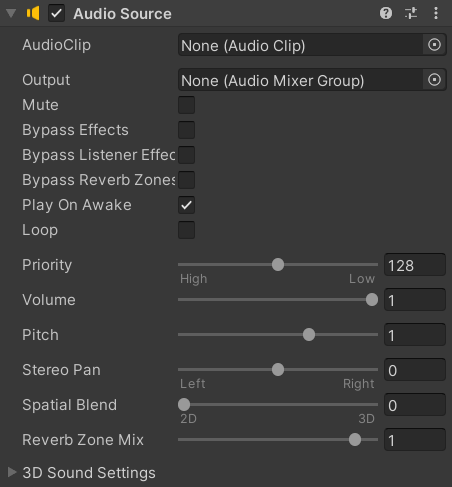 Audio Source
AudioClip None (Audio Clip)
Output None (Audio Mixer Group)
Mute
Bypass Effects
Bypass Listener Effec
Bypass Reverb Zones
Play On Awake
Loop
Priority 128
High Low
Volume 1
Pitch 1
Stereo Pan 0
Left Right
Spatial Blend 0
2D 3D
Reverb Zone Mix 1
3D Sound Settings